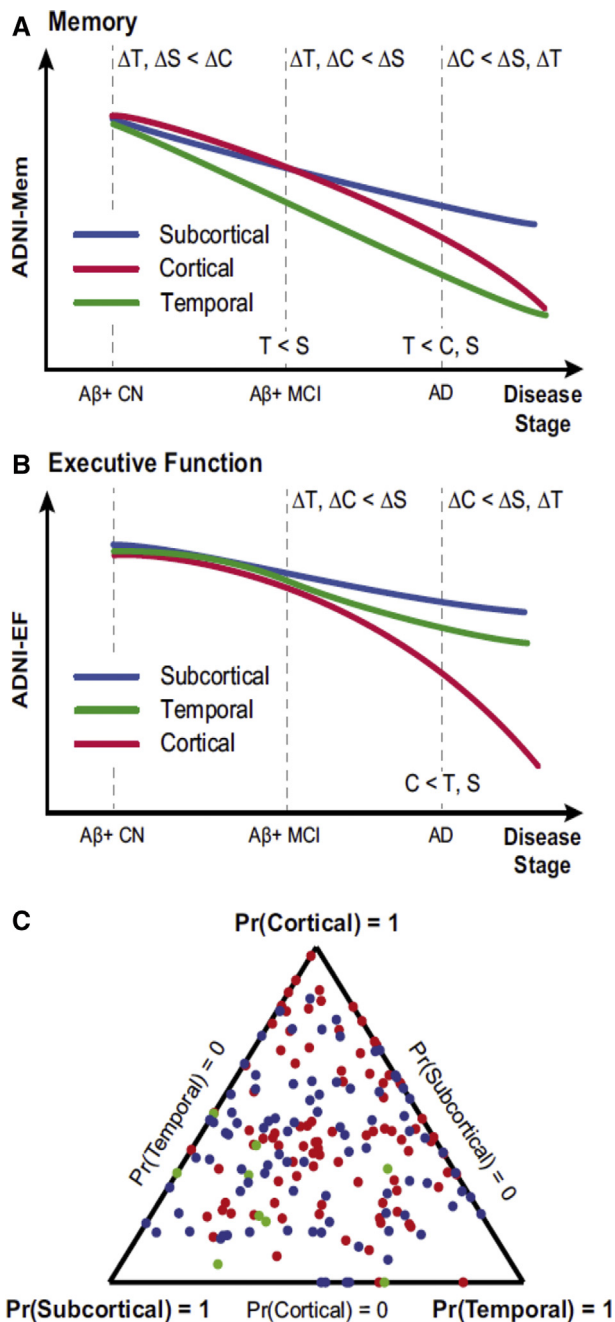 A Memory
ΔT, ΔS < ΔC
ΔT, ΔC < ΔS
ΔC < ΔS, ΔT
ADNI-Mem
Subcortical
Cortical
Temporal
T < S
T < C, S
Aβ+ CN
Aβ+ MCI
AD
Disease
Stage
B Executive Function
ΔT, ΔC < ΔS
ΔC < ΔS, ΔT
ADNI-EF
Subcortical
Temporal
Cortical
C < T, S
Aβ+ CN
Aβ+ MCI
AD
Disease
Stage
C
Pr(Cortical) = 1
Pr(Temporal) = 0
Pr(Subcortical) = 0
Pr(Subcortical) = 1
Pr(Cortical) = 0
Pr(Temporal) = 1